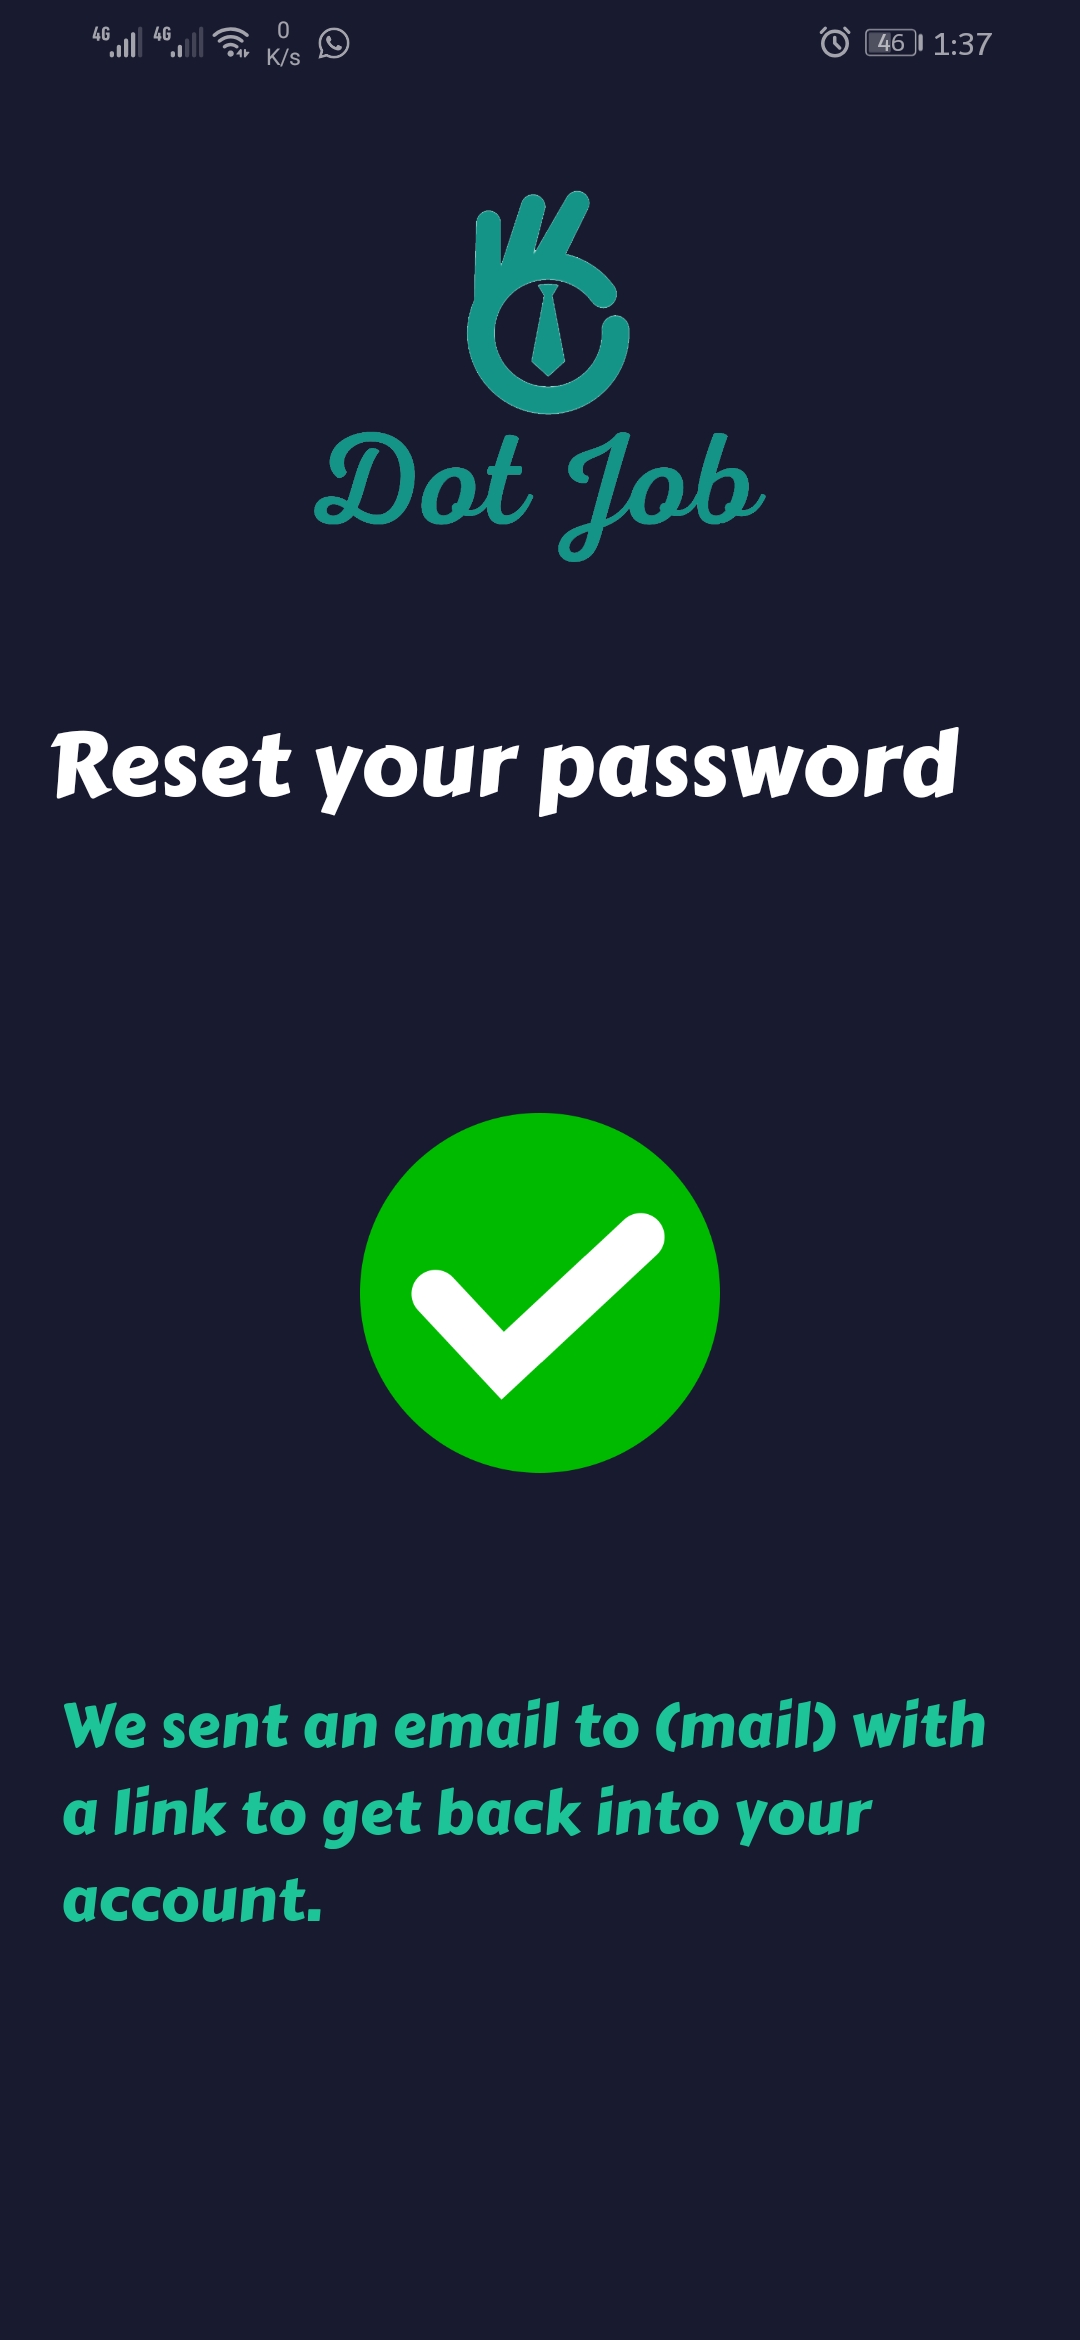 4G 4G 0 K/s 46 1:37
Dot Job
Reset your password
We sent an email to (mail) with
a link to get back into your
account.